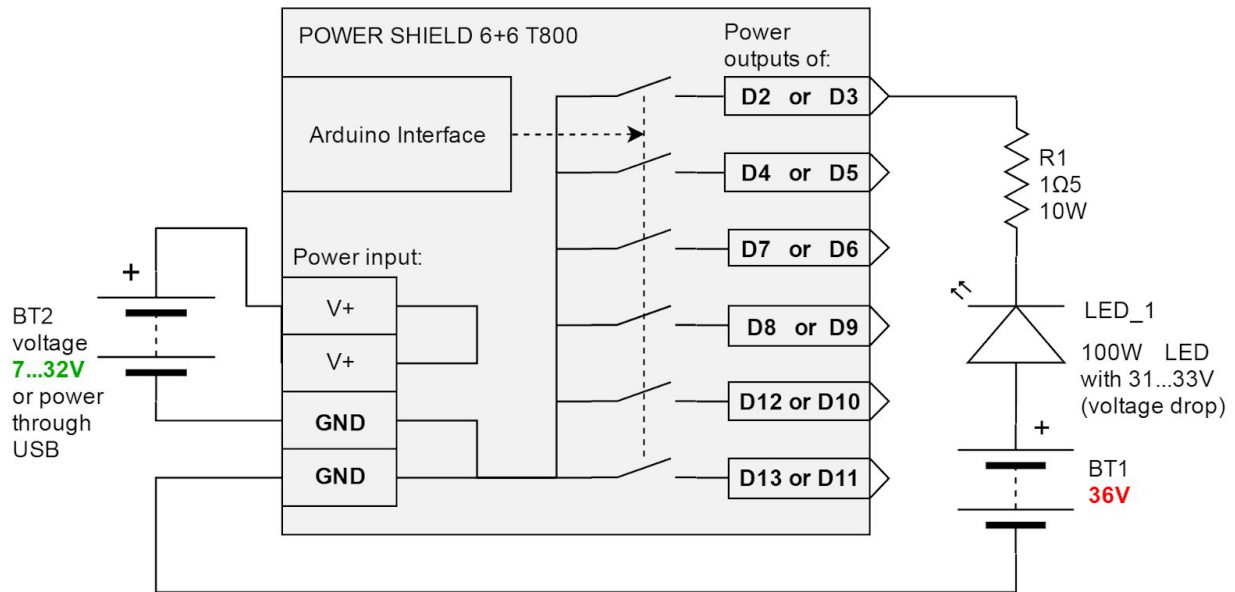 POWER SHIELD 6+6 T800
Power
outputs of:
Arduino Interface
D2 or D3
D4 or D5
D7 or D6
D8 or D9
D12 or D10
D13 or D11
Power input:
V+
V+
GND
GND
+
BT2
voltage
7...32V
or power
through
USB
R1
1Ω5
10W
LED_1
100W LED
with 31...33V
(voltage drop)
+
BT1
36V